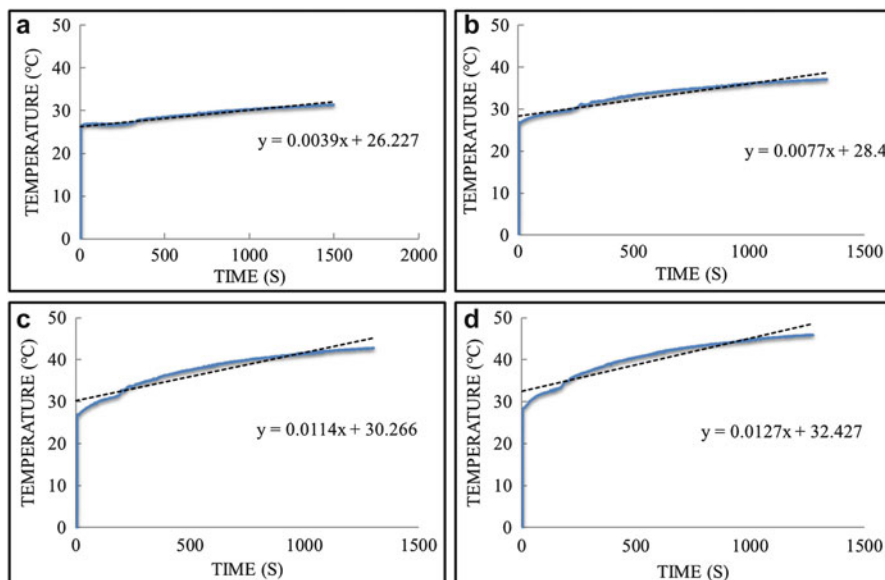 a
TEMPERATURE (°C)
50
40
30
20
10
0
y = 0.0039x + 26.227
0 500 1000 1500 2000
TIME (S)
b
TEMPERATURE (°C)
50
40
30
20
10
0
y = 0.0077x + 28.4
0 500 1000 1500
TIME (S)
c
TEMPERATURE (°C)
50
40
30
20
10
0
y = 0.0114x + 30.266
0 500 1000 1500
TIME (S)
d
TEMPERATURE (°C)
50
40
30
20
10
0
y = 0.0127x + 32.427
0 500 1000 1500
TIME (S)